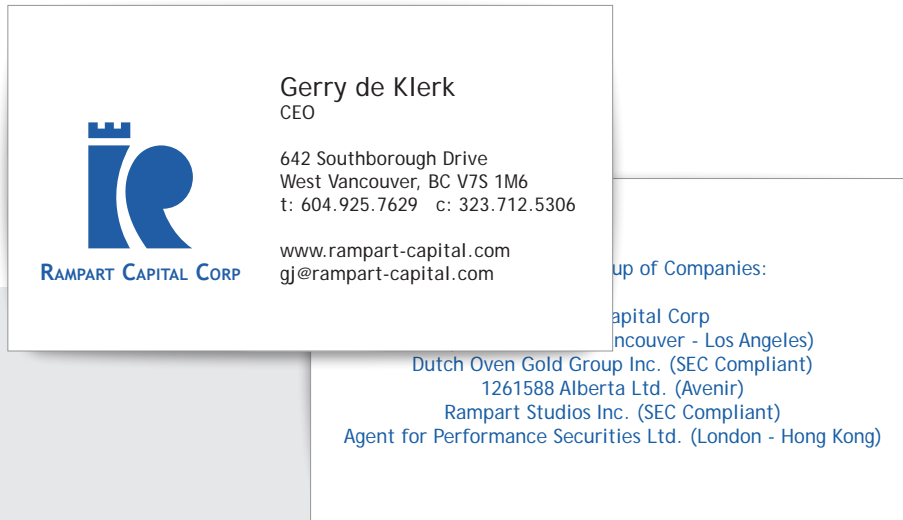 Gerry de Klerk
CEO
642 Southborough Drive
West Vancouver, BC V7S 1M6
t: 604.925.7629 c: 323.712.5306
www.rampart-capital.com
gj@rampart-capital.com
RAMPART CAPITAL CORP
of Companies:
Corp
- Los Angeles)
Dutch Oven Gold Group Inc. (SEC Compliant)
1261588 Alberta Ltd. (Avenir)
Rampart Studios Inc. (SEC Compliant)
Agent for Performance Securities Ltd. (London - Hong Kong)